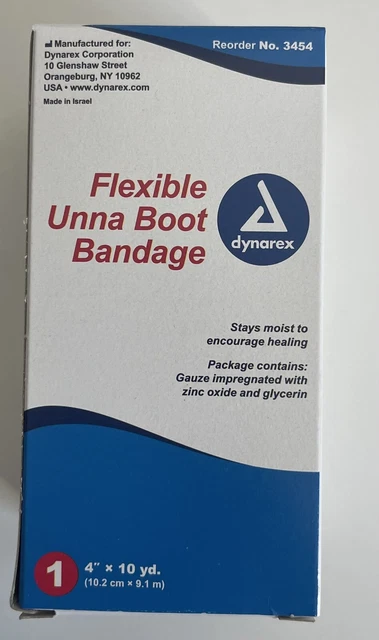 Manufactured for:
Dynarex Corporation
10 Glenshaw Street
Orangeburg, NY 10962
USA • www.dynarex.com
Made in Israel
Reorder No. 3454
Flexible
Unna Boot
Bandage
dynarex
Stays moist to
encourage healing
Package contains:
Gauze impregnated with
zinc oxide and glycerin
1
4" × 10 yd.
(10.2 cm × 9.1 m)